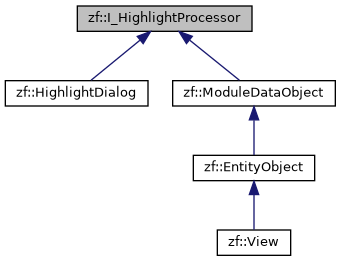 zf::I_HighlightProcessor
zf::HighlightDialog
zf::ModuleDataObject
zf::EntityObject
zf::View